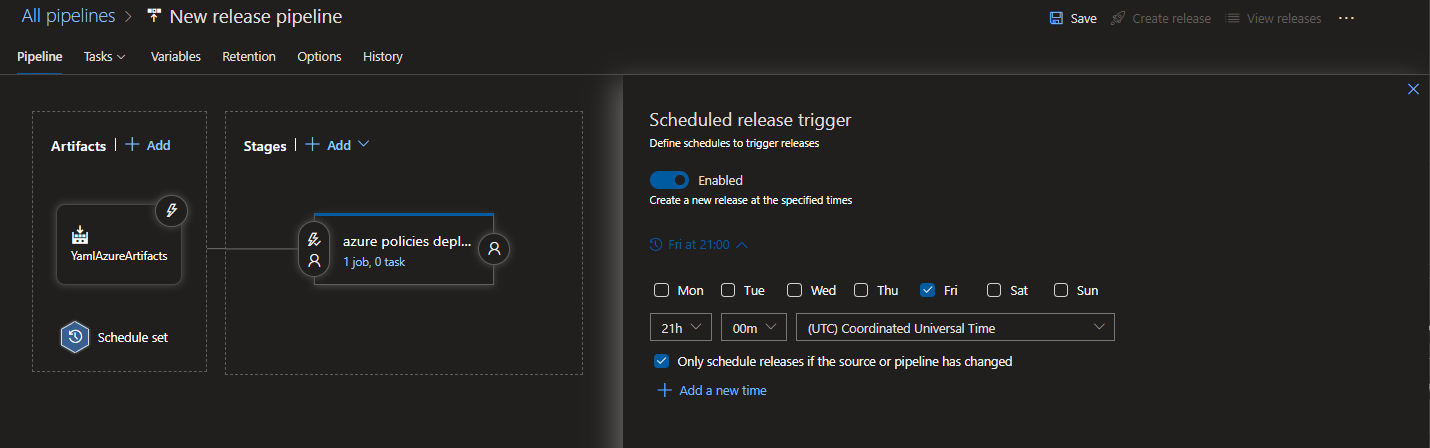 All pipelines > New release pipeline
Save Create release View releases ...
Pipeline Tasks Variables Retention Options History
Artifacts | + Add
Stages | + Add
YamlAzureArtifacts
Schedule set
azure policies depl...
1 job, 0 task
Scheduled release trigger
Define schedules to trigger releases
Enabled
Create a new release at the specified times
Fri at 21:00
Mon Tue Wed Thu Fri Sat Sun
21h 00m (UTC) Coordinated Universal Time
Only schedule releases if the source or pipeline has changed
+ Add a new time